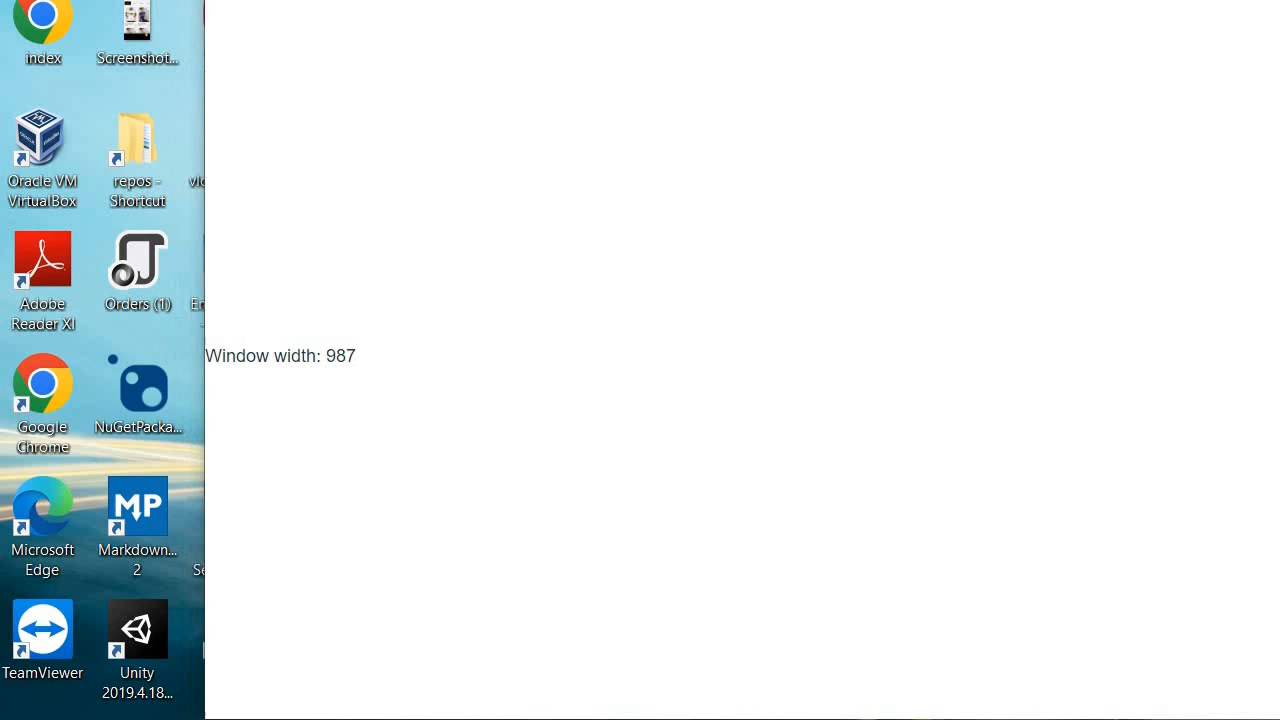 index
Screenshot...
Oracle VM
VirtualBox
repos -
Shortcut
Adobe
Reader XI
Orders (1)
Window width: 987
Google
Chrome
NuGetPacka...
MP
Microsoft
Edge
Markdown...
2
TeamViewer
Unity
2019.4.18...